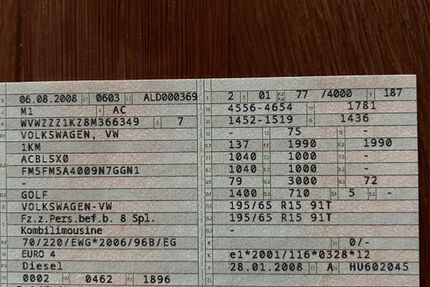 06.08.2008 0603 ALD000369
M1 AC
WVWZZZ1KZ8M366349 7
VOLKSWAGEN, VW
1KM
ACBLSX0
FM5FM5A4009N7GGN1
-
GOLF
VOLKSWAGEN-VW
Fz.z.Pers.bef.b. 8 Spl.
Kombilimousine
70/220/EWG*2006/96B/EG
EURO 4
Diesel
0002 0462 1896
2 01 77 /4000 187
4556-4654 1781
1452-1519 1436
- 75 -
137 1990 1990
1040 1000 -
1040 1000 -
79 3000 72
1400 710 5 -
195/65 R15 91T
195/65 R15 91T
-
0/-
e1*2001/116*0328*12
28.01.2008 A HU602045